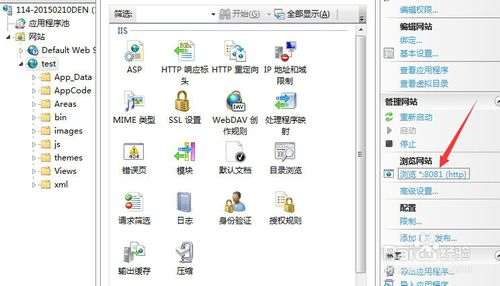 114-20150210DEN (1
应用程序池
网站
Default Web S
test
App_Data
AppCode
Areas
bin
images
js
themes
Views
xml
筛选:
开始(G)
全部显示(A)
IIS
ASP
HTTP 响应标头
HTTP 重定向
IP 地址和域限制
MIME 类型
SSL 设置
WebDAV 创作规则
处理程序映射
404
错误页
模块
默认文档
目录浏览
请求筛选
日志
身份验证
授权规则
输出缓存
压缩
编辑权限...
编辑网站
绑定...
基本设置...
查看应用程序
查看虚拟目录
管理网站
重新启动
启动
停止
浏览网站
浏览 *:8081 (http)
高级设置...
配置
限制...
添加
发布...
Baidu 经验
导出应用程序...